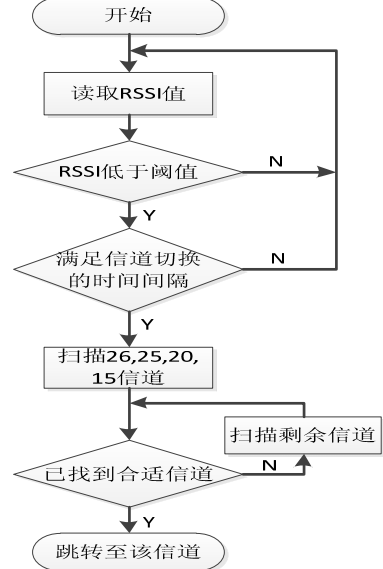 开始
读取RSSI值
RSSI低于阈值
N
Y
满足信道切换
的时间间隔
N
Y
扫描26,25,20,
15信道
扫描剩余信道
已找到合适信道
N
Y
跳转至该信道